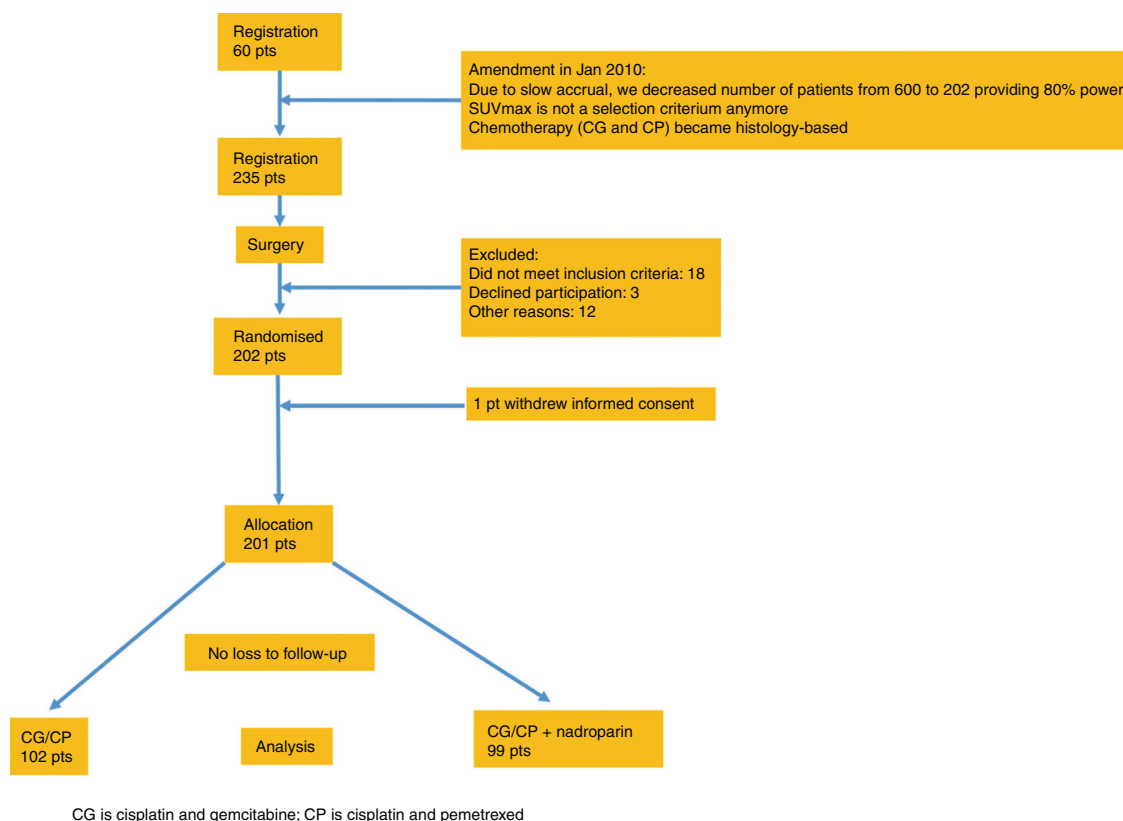 Registration
60 pts
Amendment in Jan 2010:
Due to slow accrual, we decreased number of patients from 600 to 202 providing 80% power
SUVmax is not a selection criterium anymore
Chemotherapy (CG and CP) became histology-based
Registration
235 pts
Surgery
Excluded:
Did not meet inclusion criteria: 18
Declined participation: 3
Other reasons: 12
Randomised
202 pts
1 pt withdrew informed consent
Allocation
201 pts
No loss to follow-up
CG/CP
102 pts
Analysis
CG/CP + nadroparin
99 pts
CG is cisplatin and gemcitabine; CP is cisplatin and pemetrexed